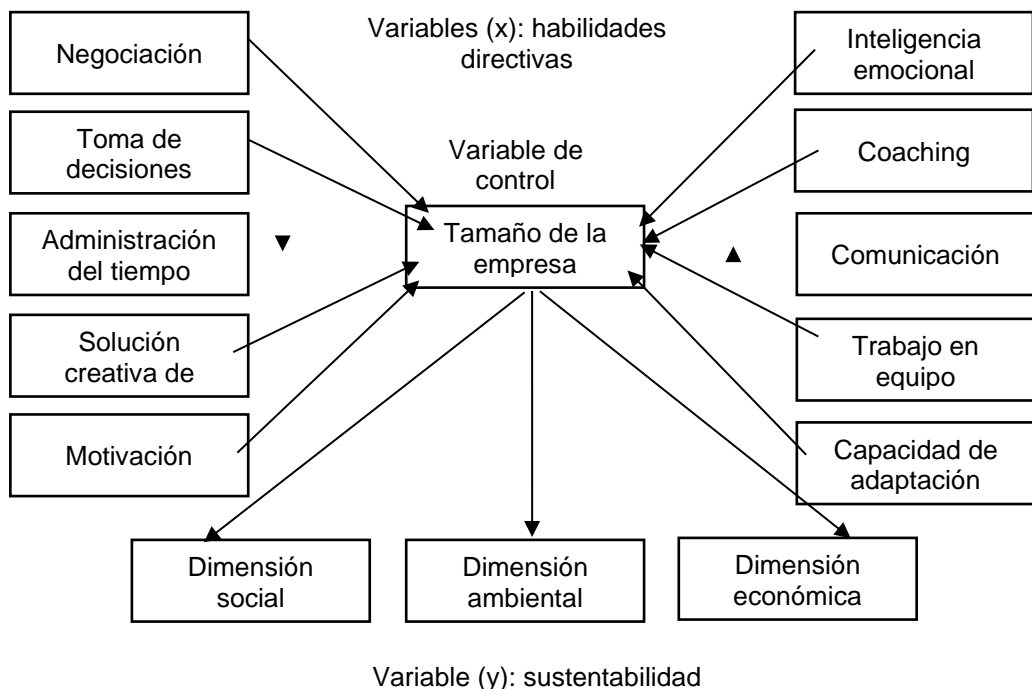 Variables (x): habilidades
directivas
Negociación
Toma de
decisiones
Administración
del tiempo
Solución
creativa de
Motivación
Variable de
control
Tamaño de la
empresa
Inteligencia
emocional
Coaching
Comunicación
Trabajo en
equipo
Capacidad de
adaptación
Dimensión
social
Dimensión
ambiental
Dimensión
económica
Variable (y): sustentabilidad